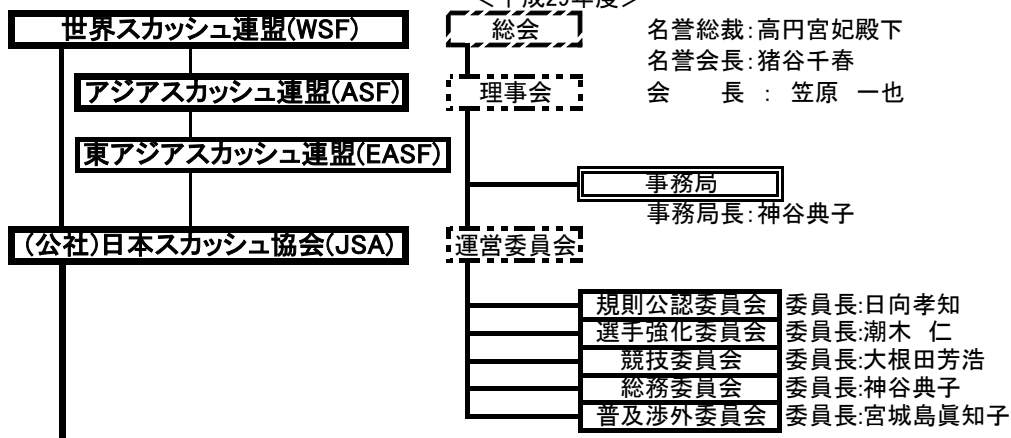 ＜平成29年度＞
世界スカッシュ連盟(WSF)
アジアスカッシュ連盟(ASF)
東アジアスカッシュ連盟(EASF)
(公社)日本スカッシュ協会(JSA)
総会
理事会
名誉総裁:高円宮妃殿下
名誉会長:猪谷千春
会　　長 ： 笠原 一也
事務局
事務局長:神谷典子
運営委員会
規則公認委員会 委員長:日向孝知
選手強化委員会 委員長:潮木 仁
競技委員会 委員長:大根田芳浩
総務委員会 委員長:神谷典子
普及渉外委員会 委員長:宮城島眞知子